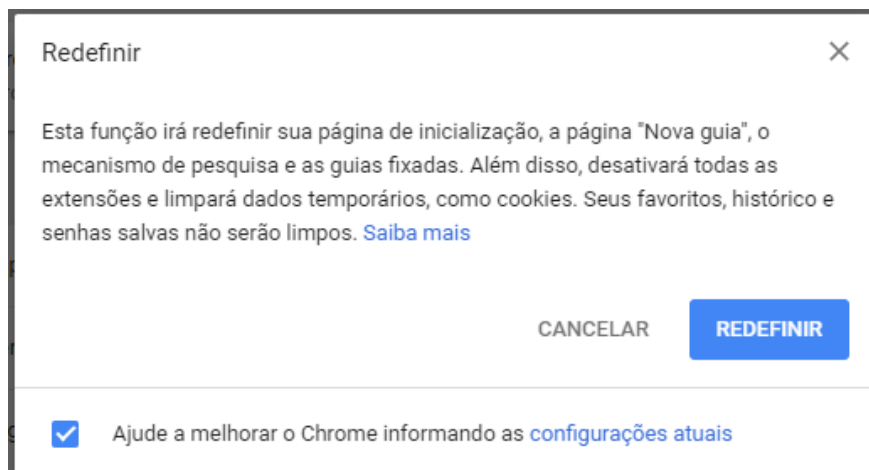 Redefinir
Esta função irá redefinir sua página de inicialização, a página "Nova guia", o
mecanismo de pesquisa e as guias fixadas. Além disso, desativará todas as
extensões e limpará dados temporários, como cookies. Seus favoritos, histórico e
senhas salvas não serão limpos. Saiba mais
CANCELAR REDEFINIR
Ajude a melhorar o Chrome informando as configurações atuais